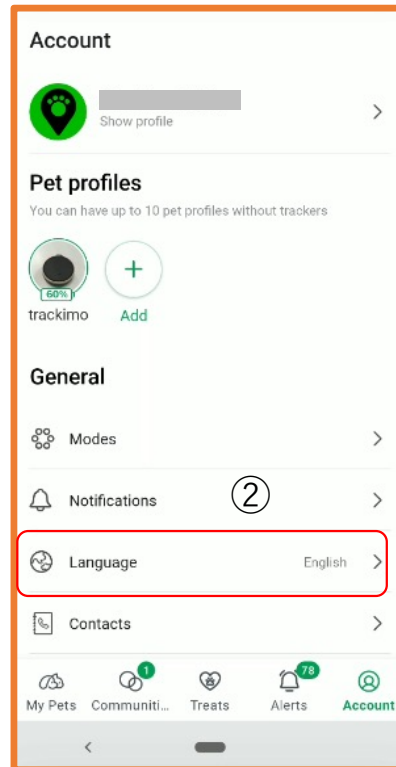 Account
Show profile
Pet profiles
You can have up to 10 pet profiles without trackers
60%
trackimo
Add
General
Modes
Notifications
②
Language English
Contacts
1
78
My Pets Communiti... Treats Alerts Account